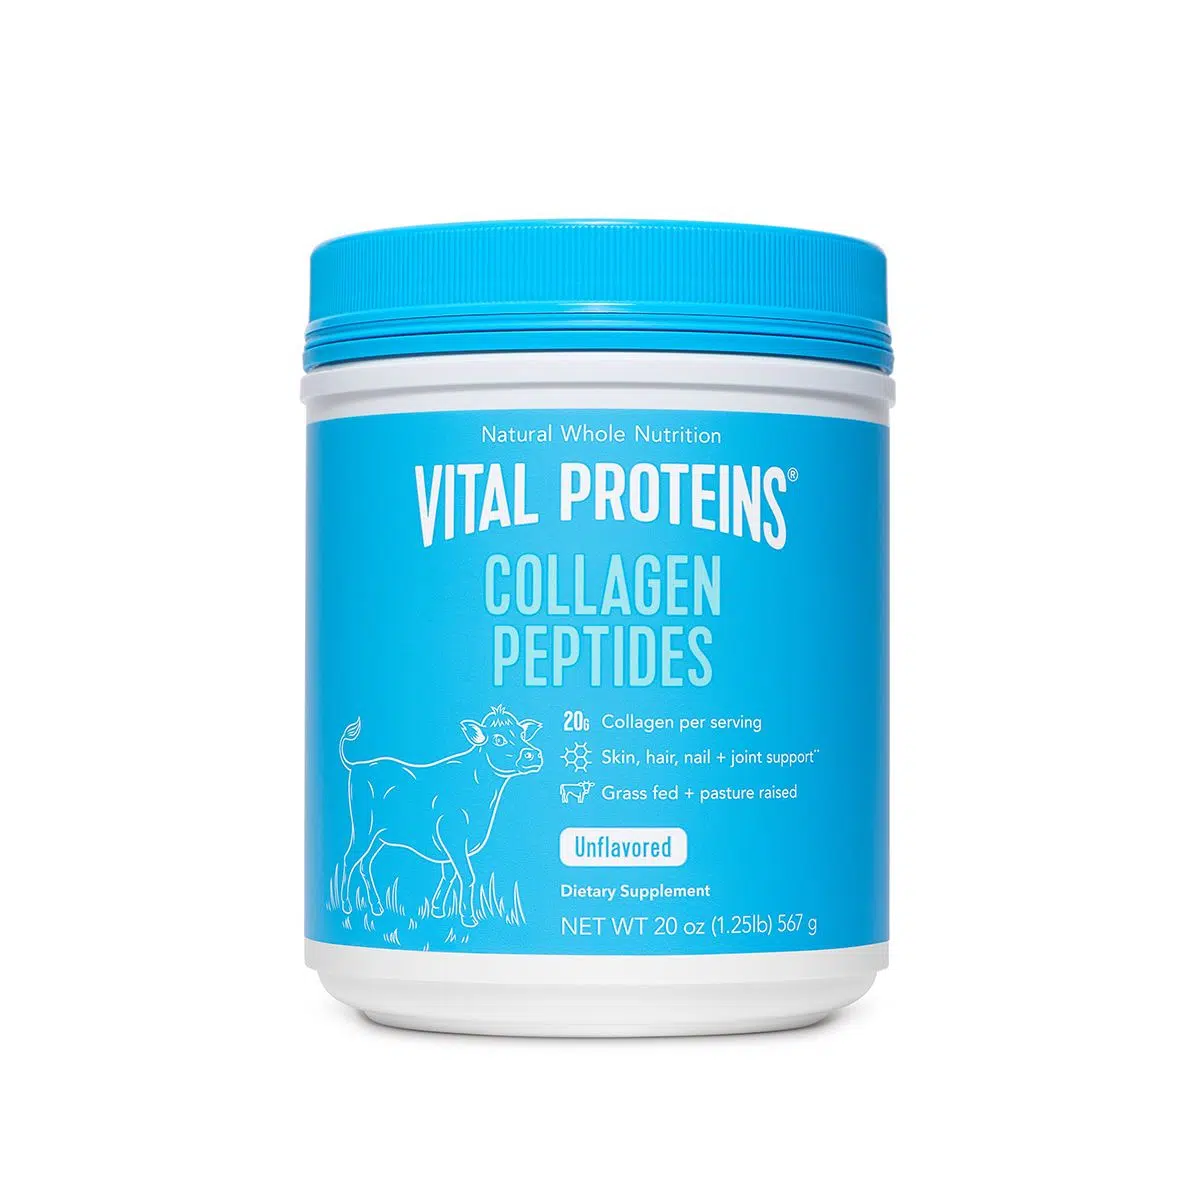 Natural Whole Nutrition
VITAL PROTEINS®
COLLAGEN
PEPTIDES
20G Collagen per serving
Skin, hair, nail + joint support¨
Grass fed + pasture raised
Unflavored
Dietary Supplement
NET WT 20 oz (1.25lb) 567 g